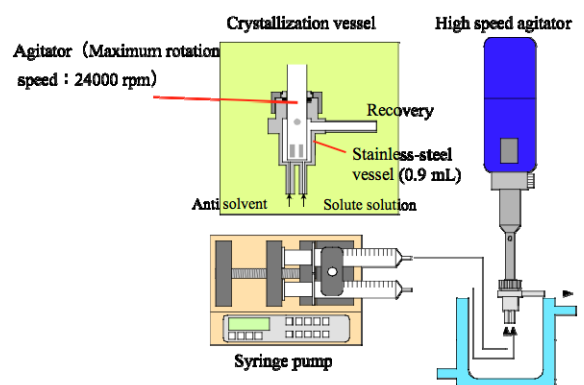 Crystallization vessel
High speed agitator
Agitator（Maximum rotation
speed：24000 rpm）
Recovery
Stainless-steel
vessel (0.9 mL)
Anti solvent
Solute solution
Syringe pump